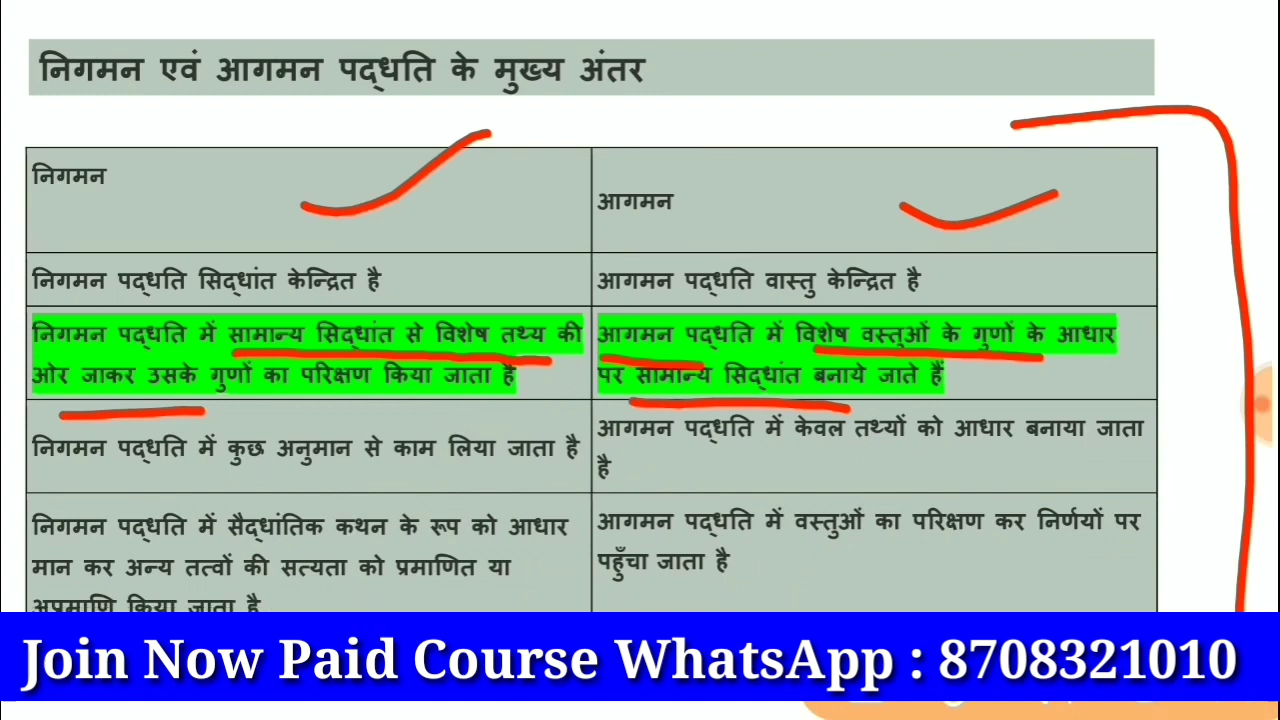 निगमन एवं आगमन पद्धति के मुख्य अंतर
निगमन
आगमन
निगमन पद्धति सिद्धांत केन्द्रित है
आगमन पद्धति वास्तु केन्द्रित है
निगमन पद्धति में सामान्य सिद्धांत से विशेष तथ्य की
ओर जाकर उसके गुणों का परिक्षण किया जाता है
आगमन पद्धति में विशेष वस्तुओं के गुणों के आधार
पर सामान्य सिद्धांत बनाये जाते हैं
निगमन पद्धति में कुछ अनुमान से काम लिया जाता है
आगमन पद्धति में केवल तथ्यों को आधार बनाया जाता
है
निगमन पद्धति में सैद्धांतिक कथन के रूप को आधार
मान कर अन्य तत्वों की सत्यता को प्रमाणित या
अप्रमाणि किया जाता है
आगमन पद्धति में वस्तुओं का परिक्षण कर निर्णयों पर
पहुँचा जाता है
Join Now Paid Course WhatsApp : 8708321010